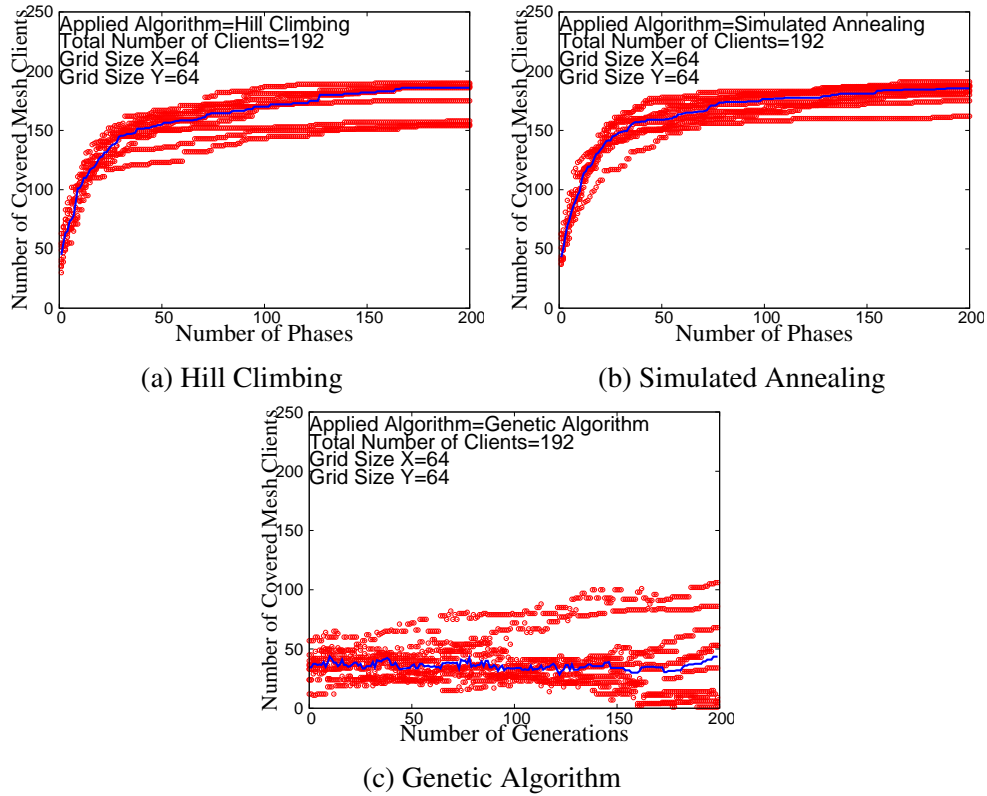 Applied Algorithm=Hill Climbing
Total Number of Clients=192
Grid Size X=64
Grid Size Y=64
250
200
150
100
50
0
Number of Covered Mesh Clients
0 50 100 150 200
Number of Phases
(a) Hill Climbing
Applied Algorithm=Simulated Annealing
Total Number of Clients=192
Grid Size X=64
Grid Size Y=64
250
200
150
100
50
0
Number of Covered Mesh Clients
0 50 100 150 200
Number of Phases
(b) Simulated Annealing
Applied Algorithm=Genetic Algorithm
Total Number of Clients=192
Grid Size X=64
Grid Size Y=64
250
200
150
100
50
0
Number of Covered Mesh Clients
0 50 100 150 200
Number of Generations
(c) Genetic Algorithm